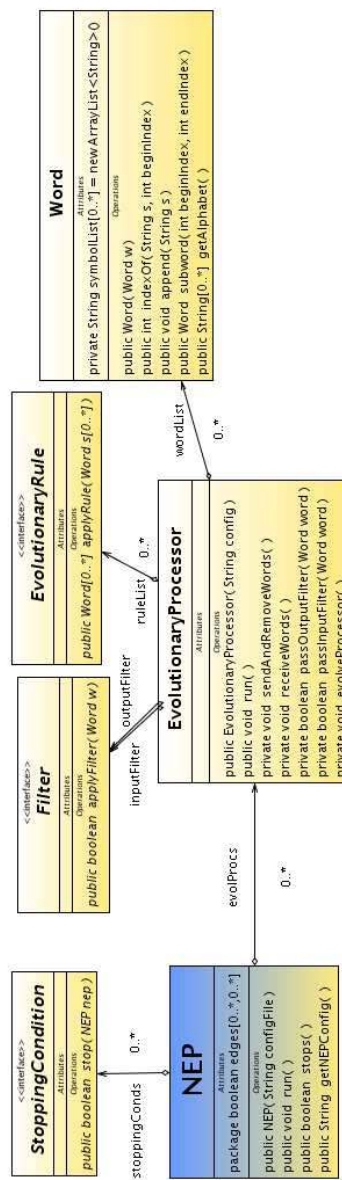 <<interface>>
StoppingCondition
Attributes
Operations
public boolean stop( NEP nep )
stoppingConds
0..*
NEP
Attributes
package boolean edges[0..*,0..*]
Operations
public NEP( String configFile )
public void run( )
public boolean stops( )
public String getNEPConfig( )
evolProcs
0..*
<<interface>>
Filter
Attributes
Operations
public boolean applyFilter( Word w )
inputFilter
outputFilter
<<interface>>
EvolutionaryRule
Attributes
Operations
public Word[0..*] applyRule( Word s[0..*] )
ruleList
0..*
EvolutionaryProcessor
Attributes
Operations
public EvolutionaryProcessor( String config )
public void run( )
private void sendAndRemoveWords( )
private void receiveWords( )
private boolean passOutputFilter( Word word )
private boolean passInputFilter( Word word )
private void evolveProcessor( )
wordList
0..*
Word
Attributes
private String symbolList[0..*] = new ArrayList<String>()
Operations
public Word( Word w )
public int indexOf( String s, int beginIndex )
public void append( String s )
public Word subword( int beginIndex, int endIndex )
public String[0..*] getAlphabet( )